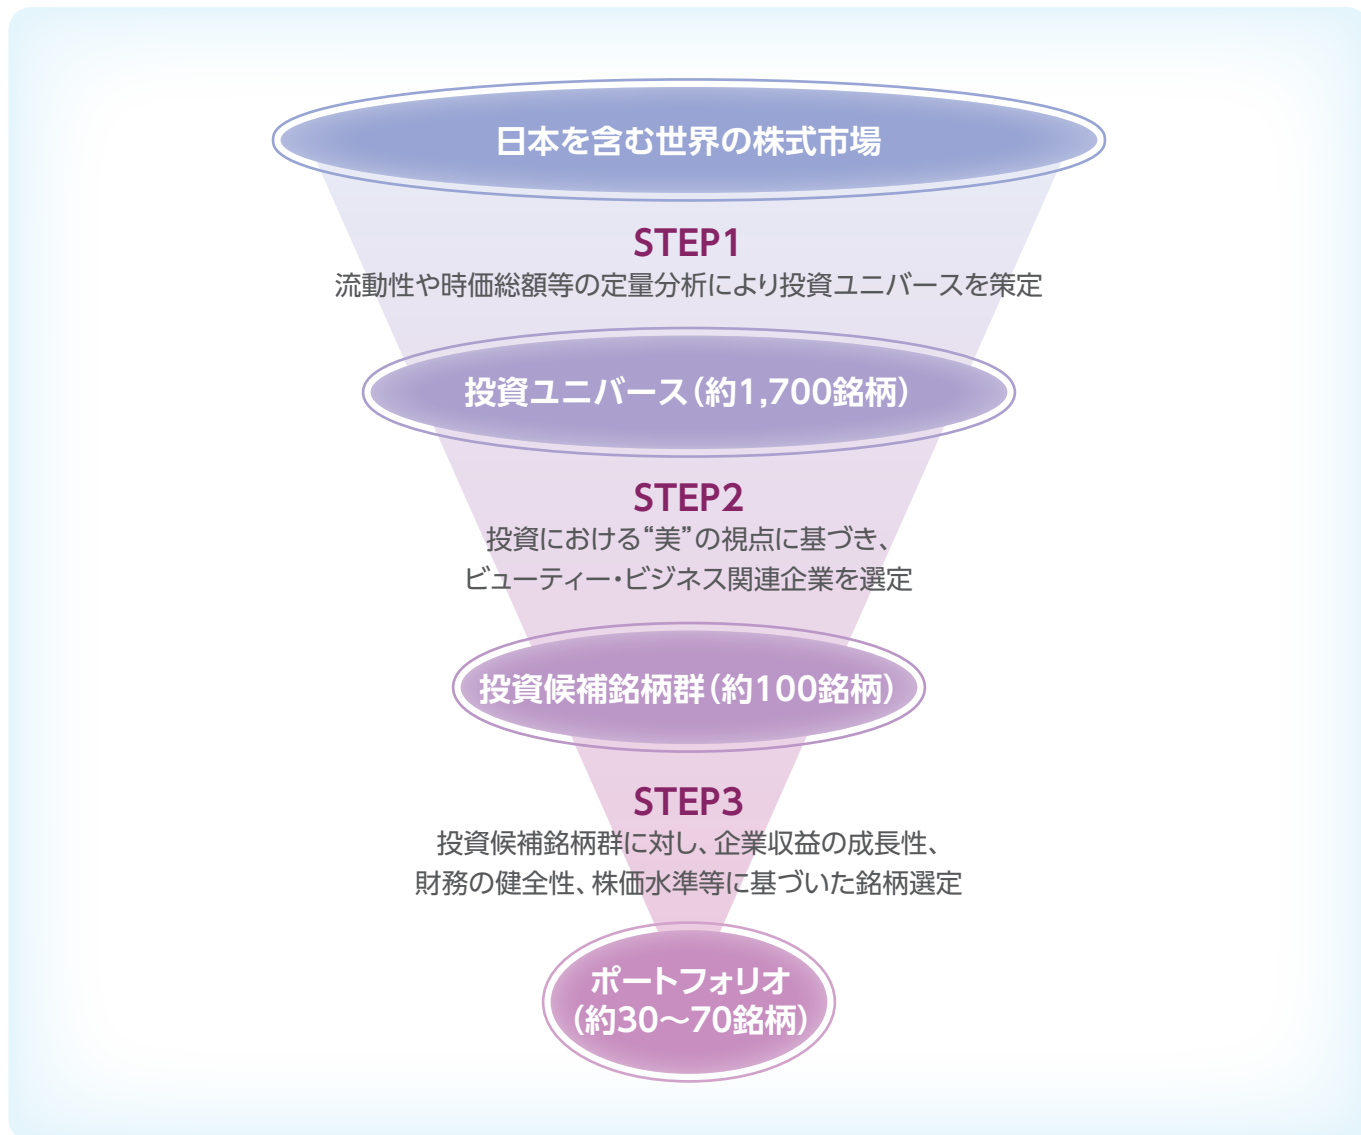 日本を含む世界の株式市場
STEP1
流動性や時価総額等の定量分析により投資ユニバースを策定
投資ユニバース（約1,700銘柄）
STEP2
投資における“美”の視点に基づき、
ビューティー・ビジネス関連企業を選定
投資候補銘柄群（約100銘柄）
STEP3
投資候補銘柄群に対し、企業収益の成長性、
財務の健全性、株価水準等に基づいた銘柄選定
ポートフォリオ
（約30～70銘柄）